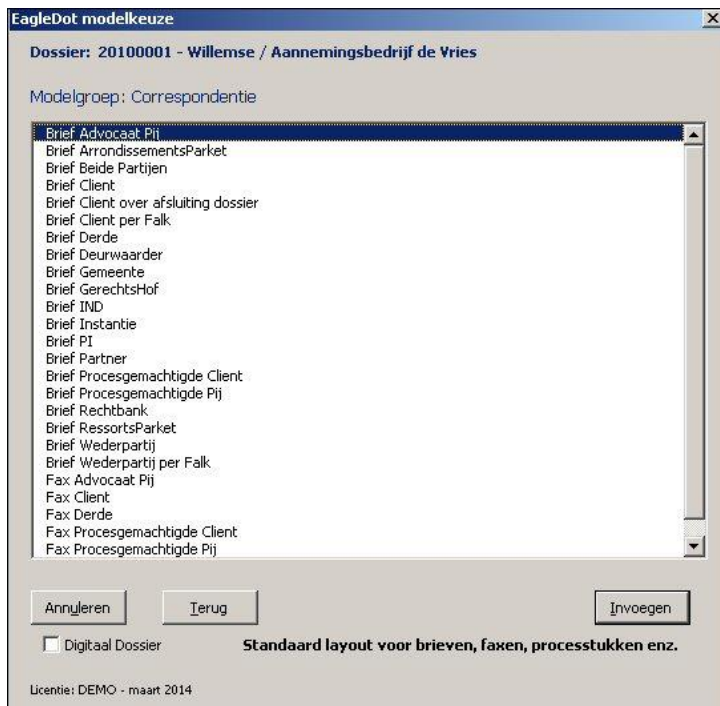 EagleDot modelkeuze
Dossier: 20100001 - Willemse / Aannemingsbedrijf de Vries
Modelgroep: Correspondentie
Brief Advocaat Pij
Brief ArrondissementsParket
Brief Beide Partijen
Brief Client
Brief Client over afsluiting dossier
Brief Client per Falk
Brief Derde
Brief Deurwaarder
Brief Gemeente
Brief GerechtsHof
Brief IND
Brief Instantie
Brief PI
Brief Partner
Brief Procesgemachtigde Client
Brief Procesgemachtigde Pij
Brief Rechtbank
Brief RessortsParket
Brief Wederpartij
Brief Wederpartij per Falk
Fax Advocaat Pij
Fax Client
Fax Derde
Fax Procesgemachtigde Client
Fax Procesgemachtigde Pij
Annuleren Terug Invoegen
Digitaal Dossier Standaard layout voor brieven, faxen, processtukken enz.
Licentie: DEMO - maart 2014